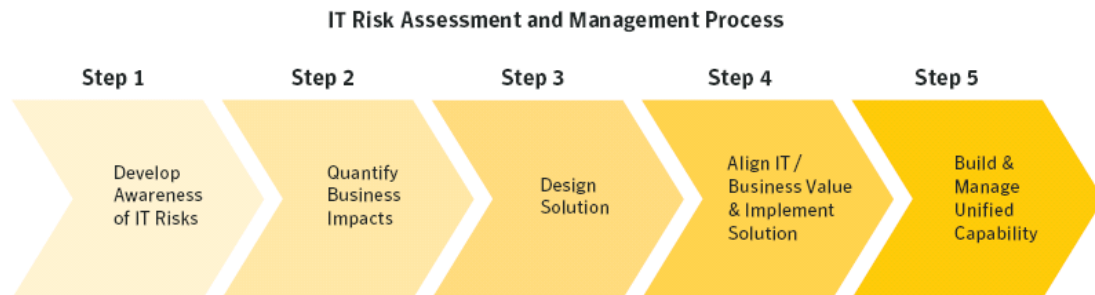 IT Risk Assessment and Management Process
Step 1
Step 2
Step 3
Step 4
Step 5
Develop
Awareness
of IT Risks
Quantify
Business
Impacts
Design
Solution
Align IT /
Business Value
& Implement
Solution
Build &
Manage
Unified
Capability